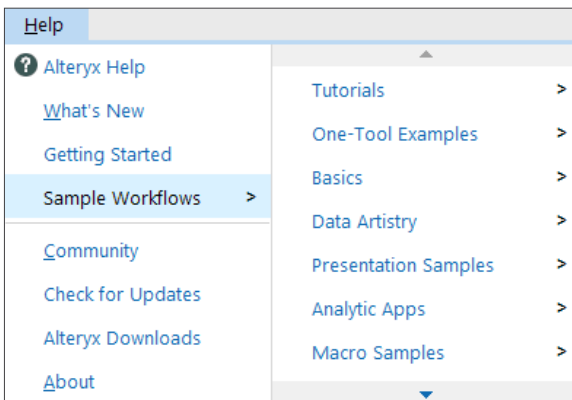 Help
Alteryx Help
What's New
Getting Started
Sample Workflows >
Community
Check for Updates
Alteryx Downloads
About
Tutorials >
One-Tool Examples >
Basics >
Data Artistry >
Presentation Samples >
Analytic Apps >
Macro Samples >